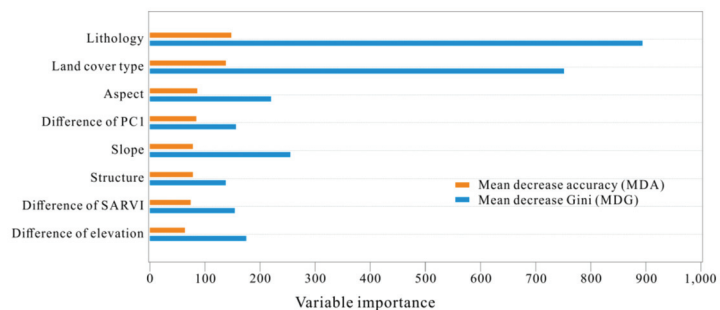 Lithology
Land cover type
Aspect
Difference of PC1
Slope
Structure
Difference of SARVI
Difference of elevation
Mean decrease accuracy (MDA)
Mean decrease Gini (MDG)
0 100 200 300 400 500 600 700 800 900 1,000
Variable importance